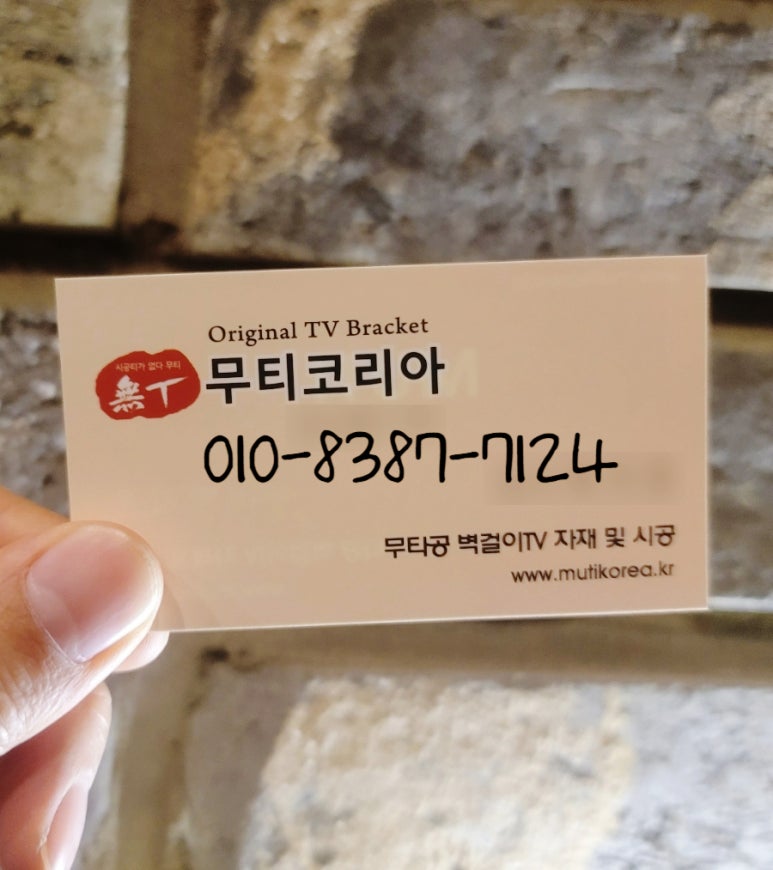 Original TV Bracket
시공티가 없다 무티
無T
무티코리아
010-8387-7124
무타공 벽걸이TV 자재 및 시공
www.mutikorea.kr